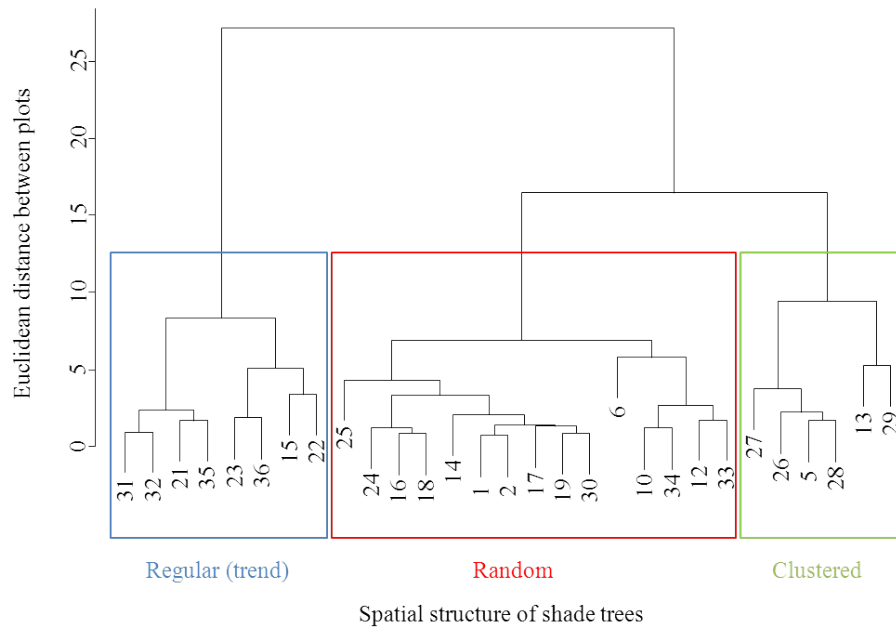 Euclidean distance between plots
25
20
15
10
5
0
31 32 21 35 23 36 15 22
25 24 16 18 14 1 2 17 19 30 6 10 34 12 33
27 26 5 28 13 29
Regular (trend)
Random
Clustered
Spatial structure of shade trees